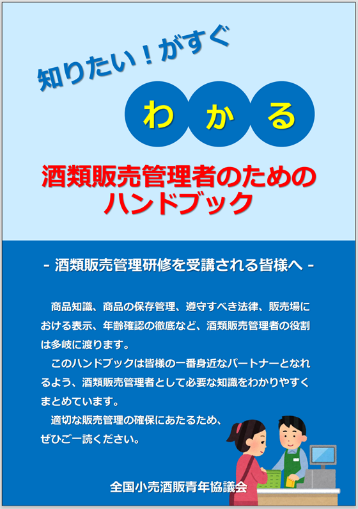 知りたい！がすぐ
わかる
酒類販売管理者のための
ハンドブック
- 酒類販売管理研修を受講される皆様へ -
商品知識、商品の保存管理、遵守すべき法律、販売場に
おける表示、年齢確認の徹底など、酒類販売管理者の役割
は多岐に渡ります。
このハンドブックは皆様の一番身近なパートナーとなれ
るよう、酒類販売管理者として必要な知識をわかりやすく
まとめています。
適切な販売管理の確保にあたるため、
ぜひご一読ください。
全国小売酒販青年協議会